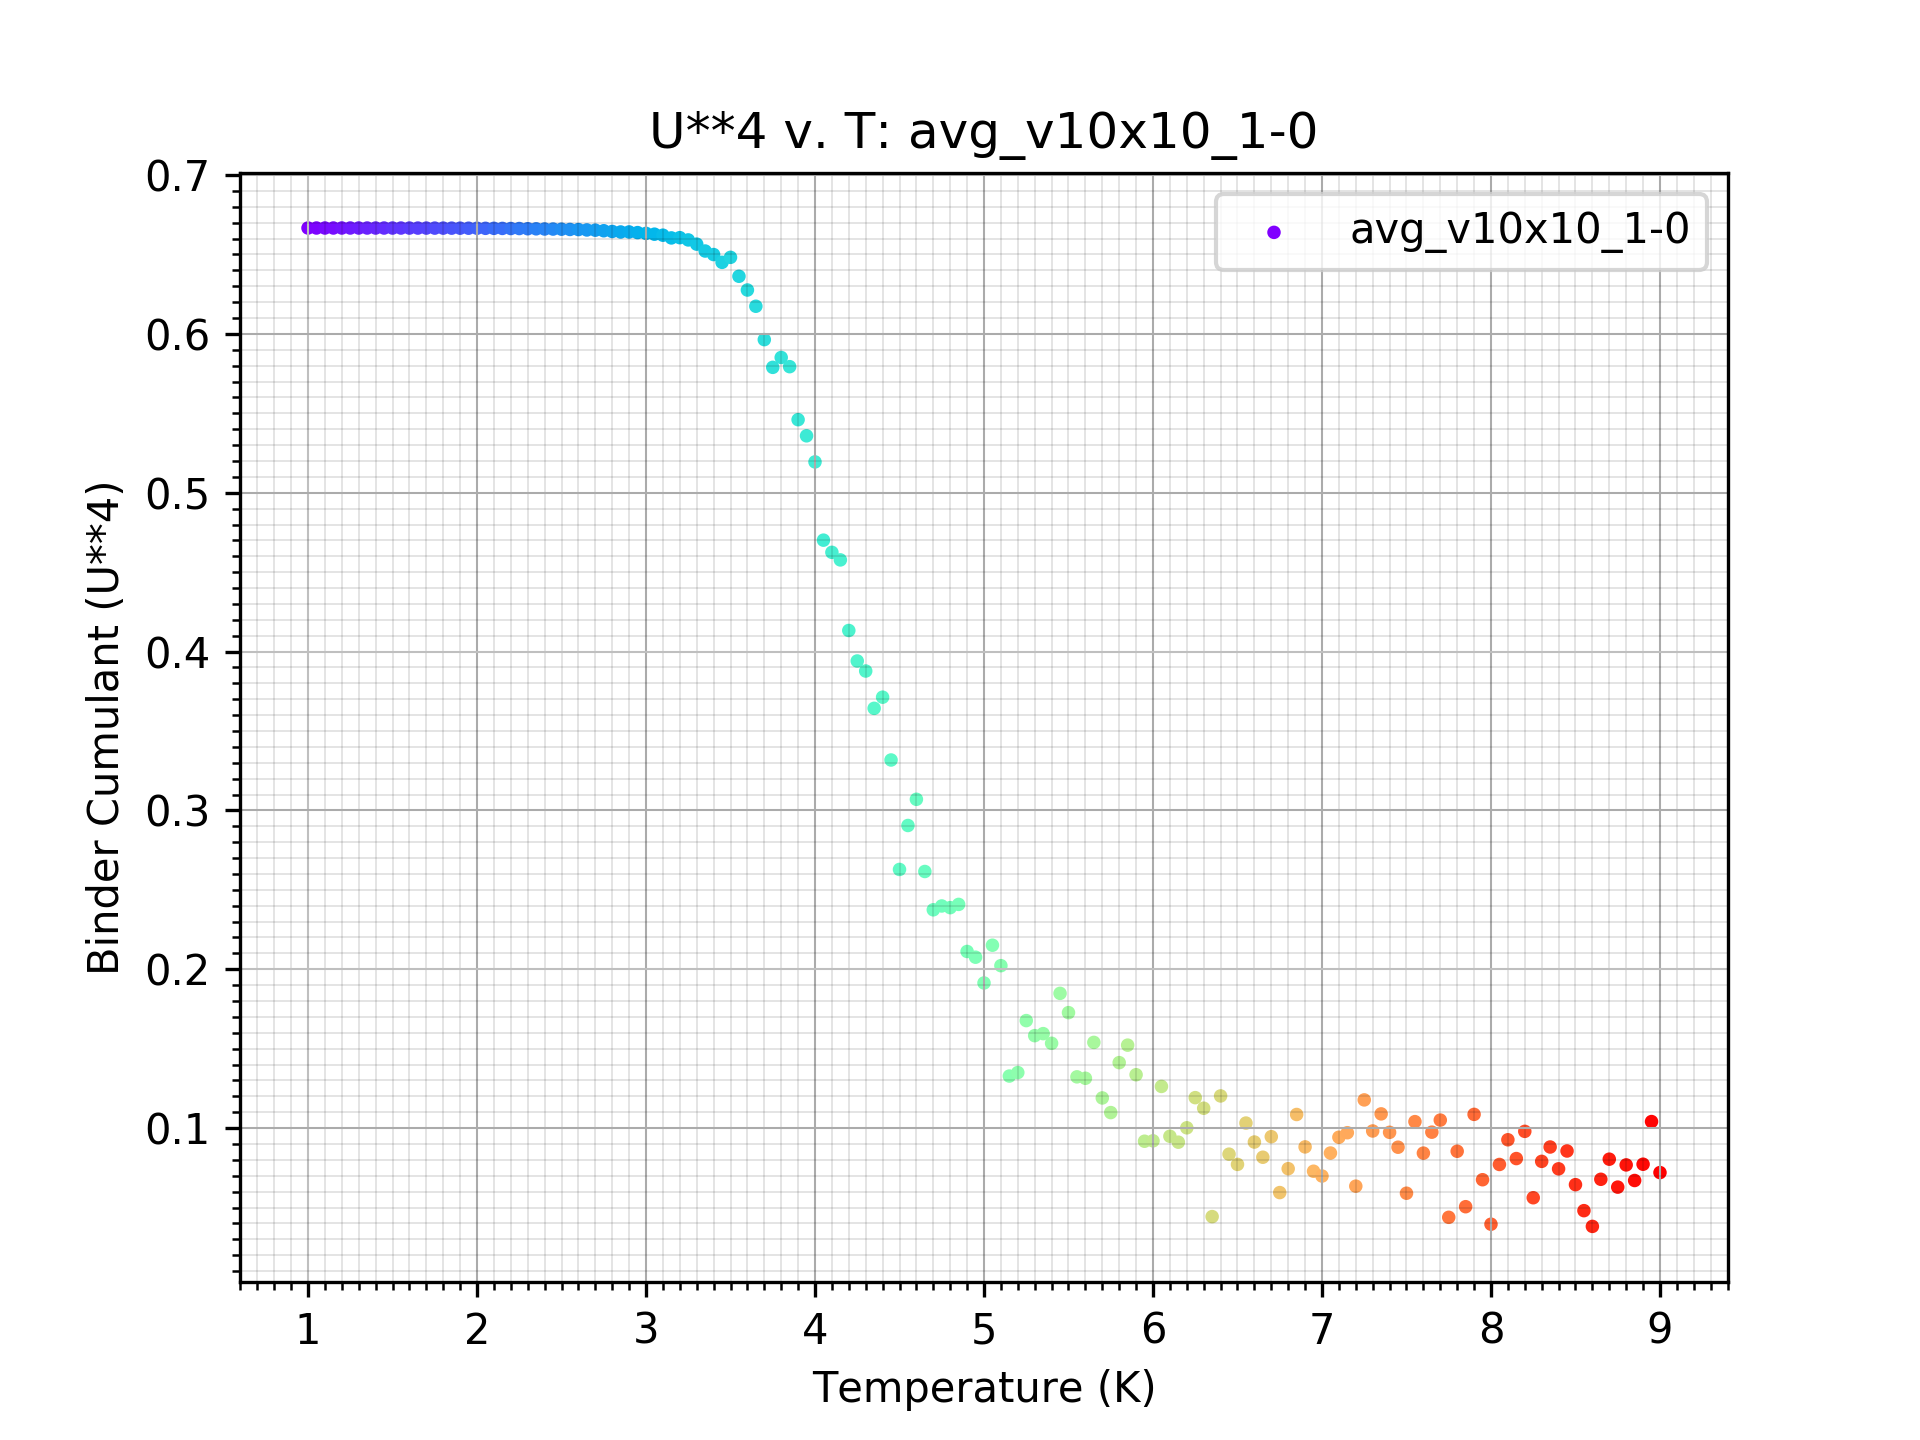 U**4 v. T: avg_v10x10_1-0
avg_v10x10_1-0
Binder Cumulant (U**4)
0.7
0.6
0.5
0.4
0.3
0.2
0.1
1 2 3 4 5 6 7 8 9
Temperature (K)